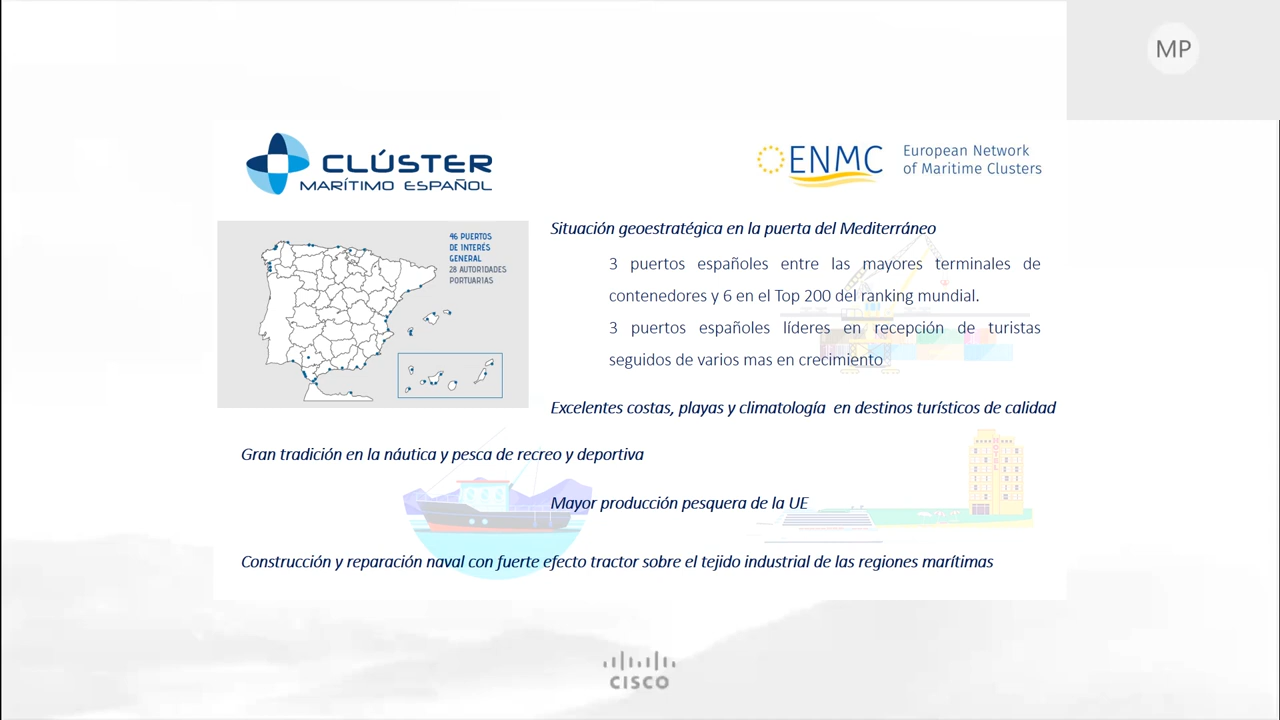 MP
CLÚSTER
MARÍTIMO ESPAÑOL
ENMC
European Network
of Maritime Clusters
46 PUERTOS
DE INTERÉS
GENERAL
28 AUTORIDADES
PORTUARIAS
Situación geoestratégica en la puerta del Mediterráneo
3 puertos españoles entre las mayores terminales de
contenedores y 6 en el Top 200 del ranking mundial.
3 puertos españoles líderes en recepción de turistas
seguidos de varios mas en crecimiento
Excelentes costas, playas y climatología en destinos turísticos de calidad
Gran tradición en la náutica y pesca de recreo y deportiva
HOTEL
Mayor producción pesquera de la UE
Construcción y reparación naval con fuerte efecto tractor sobre el tejido industrial de las regiones marítimas
CISCO